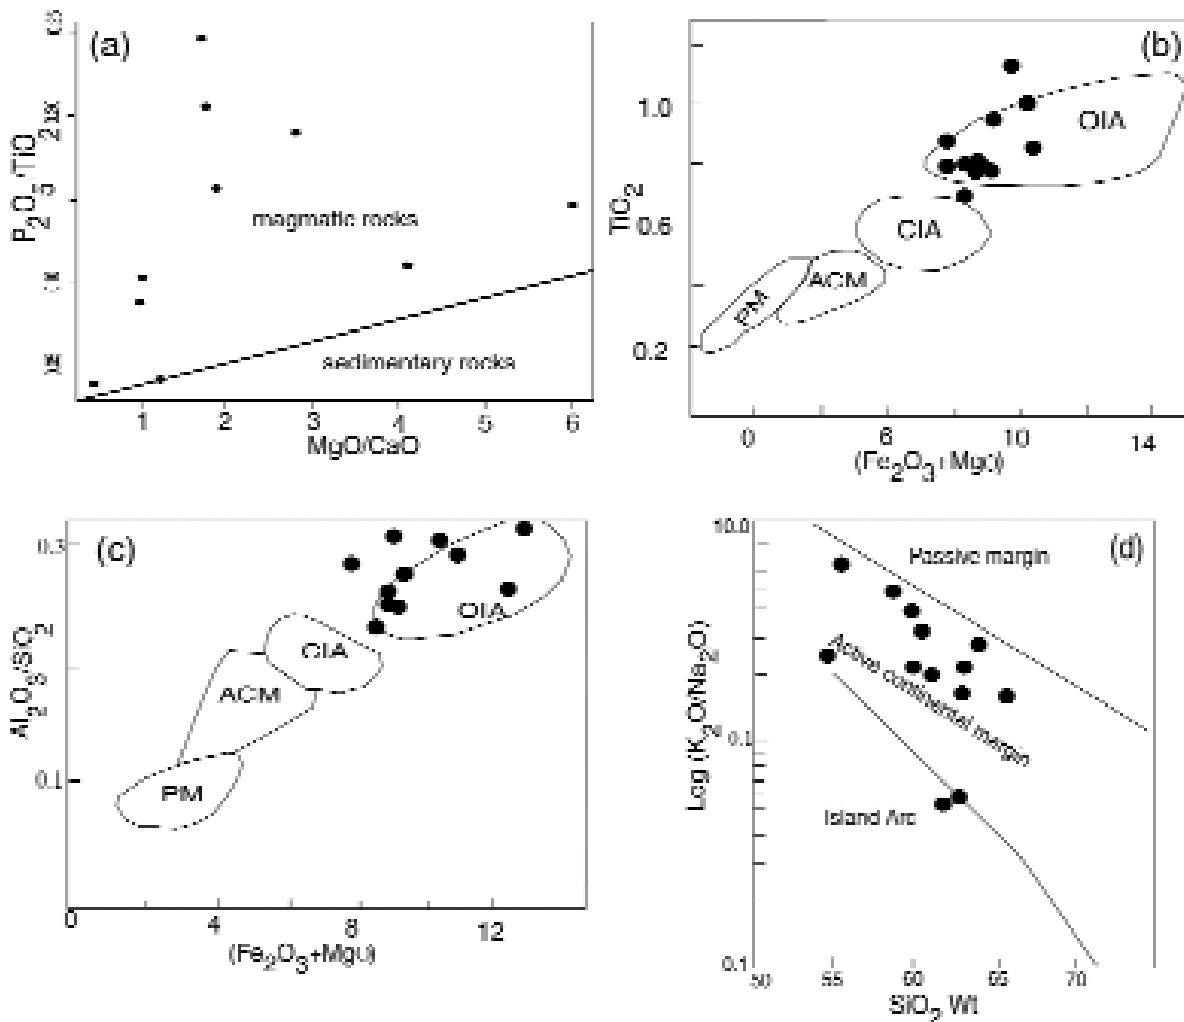 (a)
P2O5/TiO
magmatic rocks
sedimentary rocks
1 2 3 4 5 6
MgO/CaO
(b)
TiO2
1.0
0.6
0.2
OIA
CIA
ACM
PM
0 6 10 14
(Fe2O3+MgO)
(c)
Al2O3/SiO2
0.3
0.1
OIA
CIA
ACM
PM
0 4 8 12
(Fe2O3+MgO)
(d)
Log (K2O/Na2O)
10.0
0.1
0.1
Passive margin
Active continental margin
Island Arc
50 55 60 65 70
SiO2 Wt